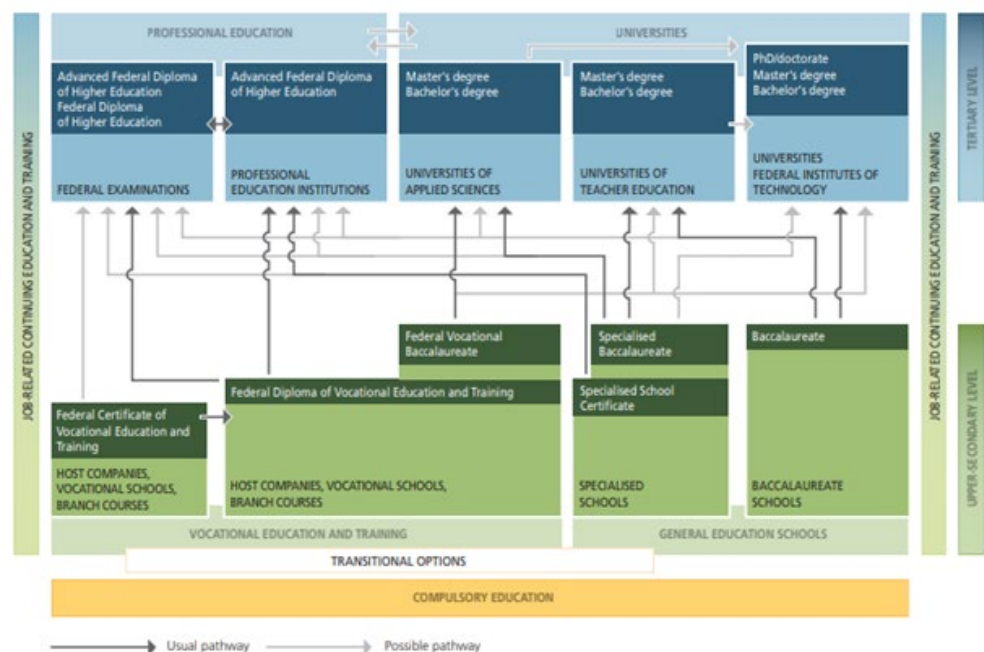 PROFESSIONAL EDUCATION
UNIVERSITIES
Advanced Federal Diploma
of Higher Education
Federal Diploma
of Higher Education
FEDERAL EXAMINATIONS
Advanced Federal Diploma
of Higher Education
PROFESSIONAL
EDUCATION INSTITUTIONS
Master's degree
Bachelor's degree
UNIVERSITIES OF
APPLIED SCIENCES
Master's degree
Bachelor's degree
UNIVERSITIES OF
TEACHER EDUCATION
PhD/doctorate
Master's degree
Bachelor's degree
UNIVERSITIES
FEDERAL INSTITUTES OF
TECHNOLOGY
JOB-RELATED CONTINUING EDUCATION AND TRAINING
JOB-RELATED CONTINUING EDUCATION AND TRAINING
TERTIARY LEVEL
UPPER-SECONDARY LEVEL
Federal Vocational
Baccalaureate
Specialised
Baccalaureate
Baccalaureate
Federal Diploma of Vocational Education and Training
Specialised School
Certificate
Federal Certificate of
Vocational Education and
Training
HOST COMPANIES,
VOCATIONAL SCHOOLS,
BRANCH COURSES
HOST COMPANIES, VOCATIONAL SCHOOLS,
BRANCH COURSES
SPECIALISED
SCHOOLS
BACCALAUREATE
SCHOOLS
VOCATIONAL EDUCATION AND TRAINING
GENERAL EDUCATION SCHOOLS
TRANSITIONAL OPTIONS
COMPULSORY EDUCATION
Usual pathway
Possible pathway